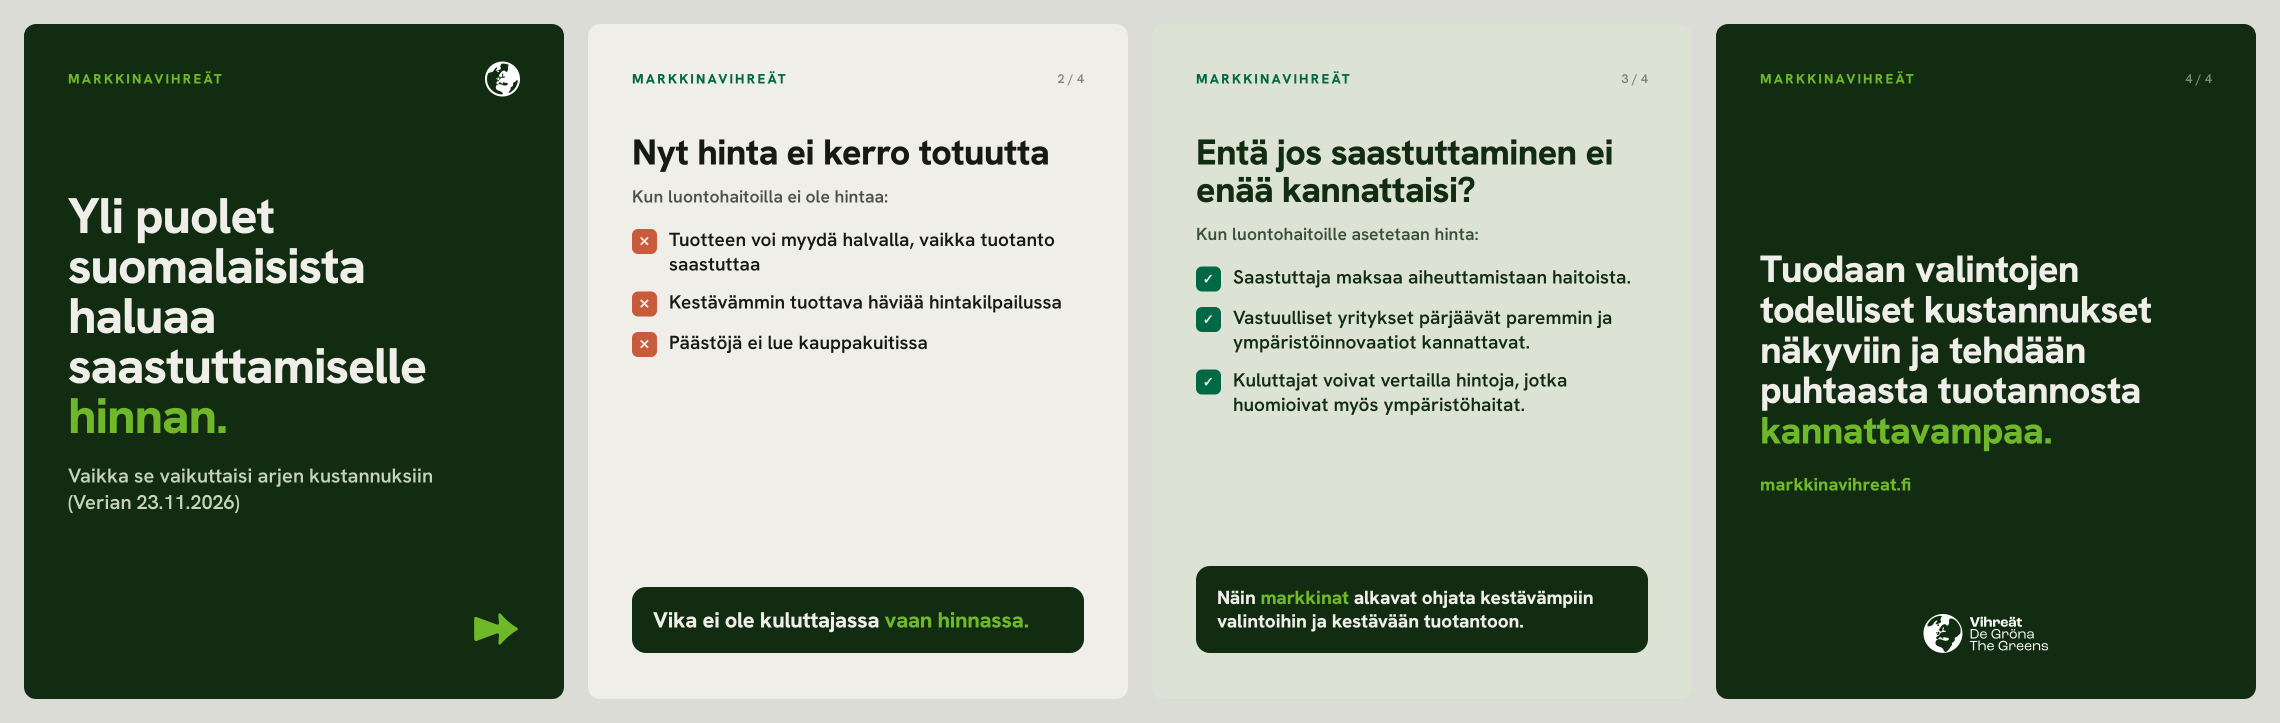 MARKKINAVIHREÄT
Yli puolet
suomalaisista
haluaa
saastuttamiselle
hinnan.
Vaikka se vaikuttaisi arjen kustannuksiin
(Verian 23.11.2026)
MARKKINAVIHREÄT
2 / 4
Nyt hinta ei kerro totuutta
Kun luontohaitoilla ei ole hintaa:
Tuotteen voi myydä halvalla, vaikka tuotanto
saastuttaa
Kestävämmin tuottava häviää hintakilpailussa
Päästöjä ei lue kauppakuitissa
Vika ei ole kuluttajassa vaan hinnassa.
MARKKINAVIHREÄT
3 / 4
Entä jos saastuttaminen ei
enää kannattaisi?
Kun luontohaitoille asetetaan hinta:
Saastuttaja maksaa aiheuttamistaan haitoista.
Vastuulliset yritykset pärjäävät paremmin ja
ympäristöinnovaatiot kannattavat.
Kuluttajat voivat vertailla hintoja, jotka
huomioivat myös ympäristöhaitat.
Näin markkinat alkavat ohjata kestävämpiin
valintoihin ja kestävään tuotantoon.
MARKKINAVIHREÄT
4 / 4
Tuodaan valintojen
todelliset kustannukset
näkyviin ja tehdään
puhtaasta tuotannosta
kannattavampaa.
markkinavihreat.fi
Vihreät
De Gröna
The Greens